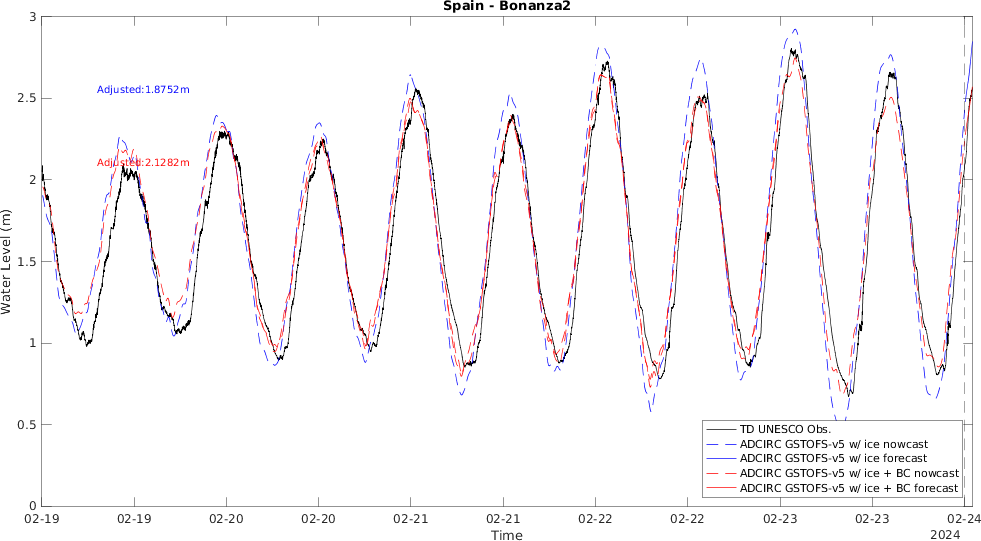 Spain - Bonanza2
3
2.5
2
1.5
1
0.5
0
Water Level (m)
Adjusted:1.8752m
Adjusted:2.1282m
TD UNESCO Obs.
ADCIRC GSTOFS-v5 w/ ice nowcast
ADCIRC GSTOFS-v5 w/ ice forecast
ADCIRC GSTOFS-v5 w/ ice + BC nowcast
ADCIRC GSTOFS-v5 w/ ice + BC forecast
02-19 02-19 02-20 02-20 02-21 02-21 02-22 02-22 02-23 02-23 02-24
2024
Time